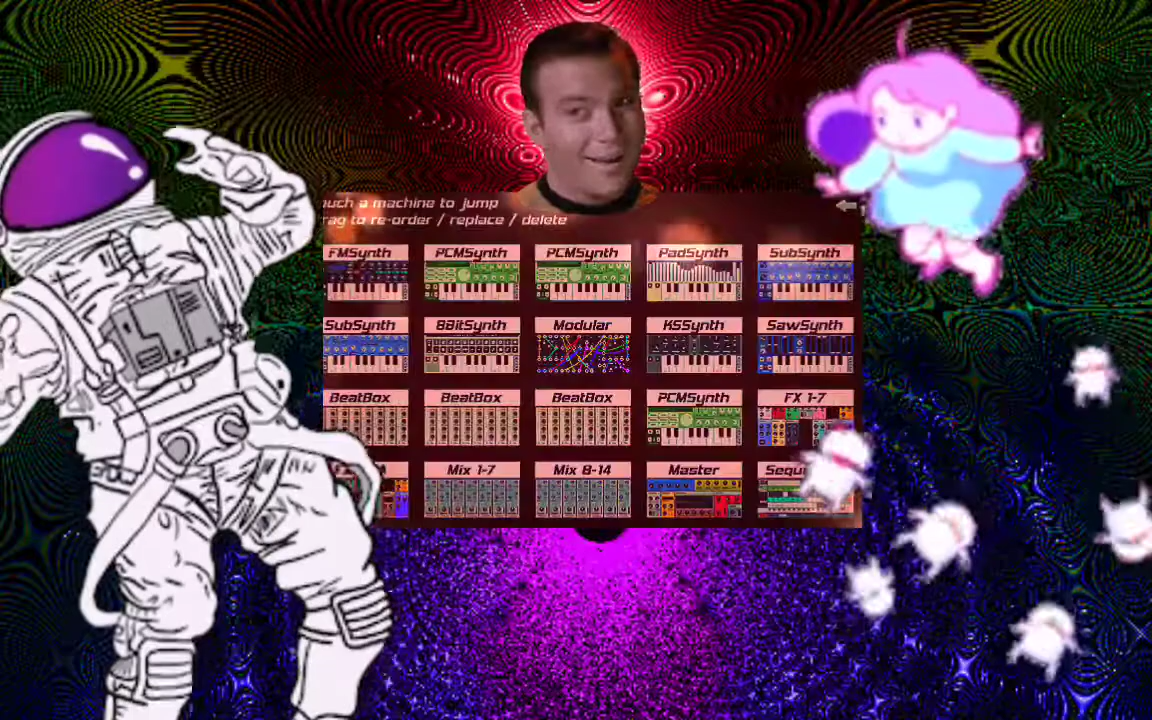 ouch a machine to jump
rag to re-order / replace / delete
FMSynth PCMSynth PCMSynth PadSynth SubSynth
SubSynth 8BitSynth Modular KSSynth SawSynth
BeatBox BeatBox BeatBox PCMSynth FX 1-7
Mix 1-7 Mix 8-14 Master Sequ